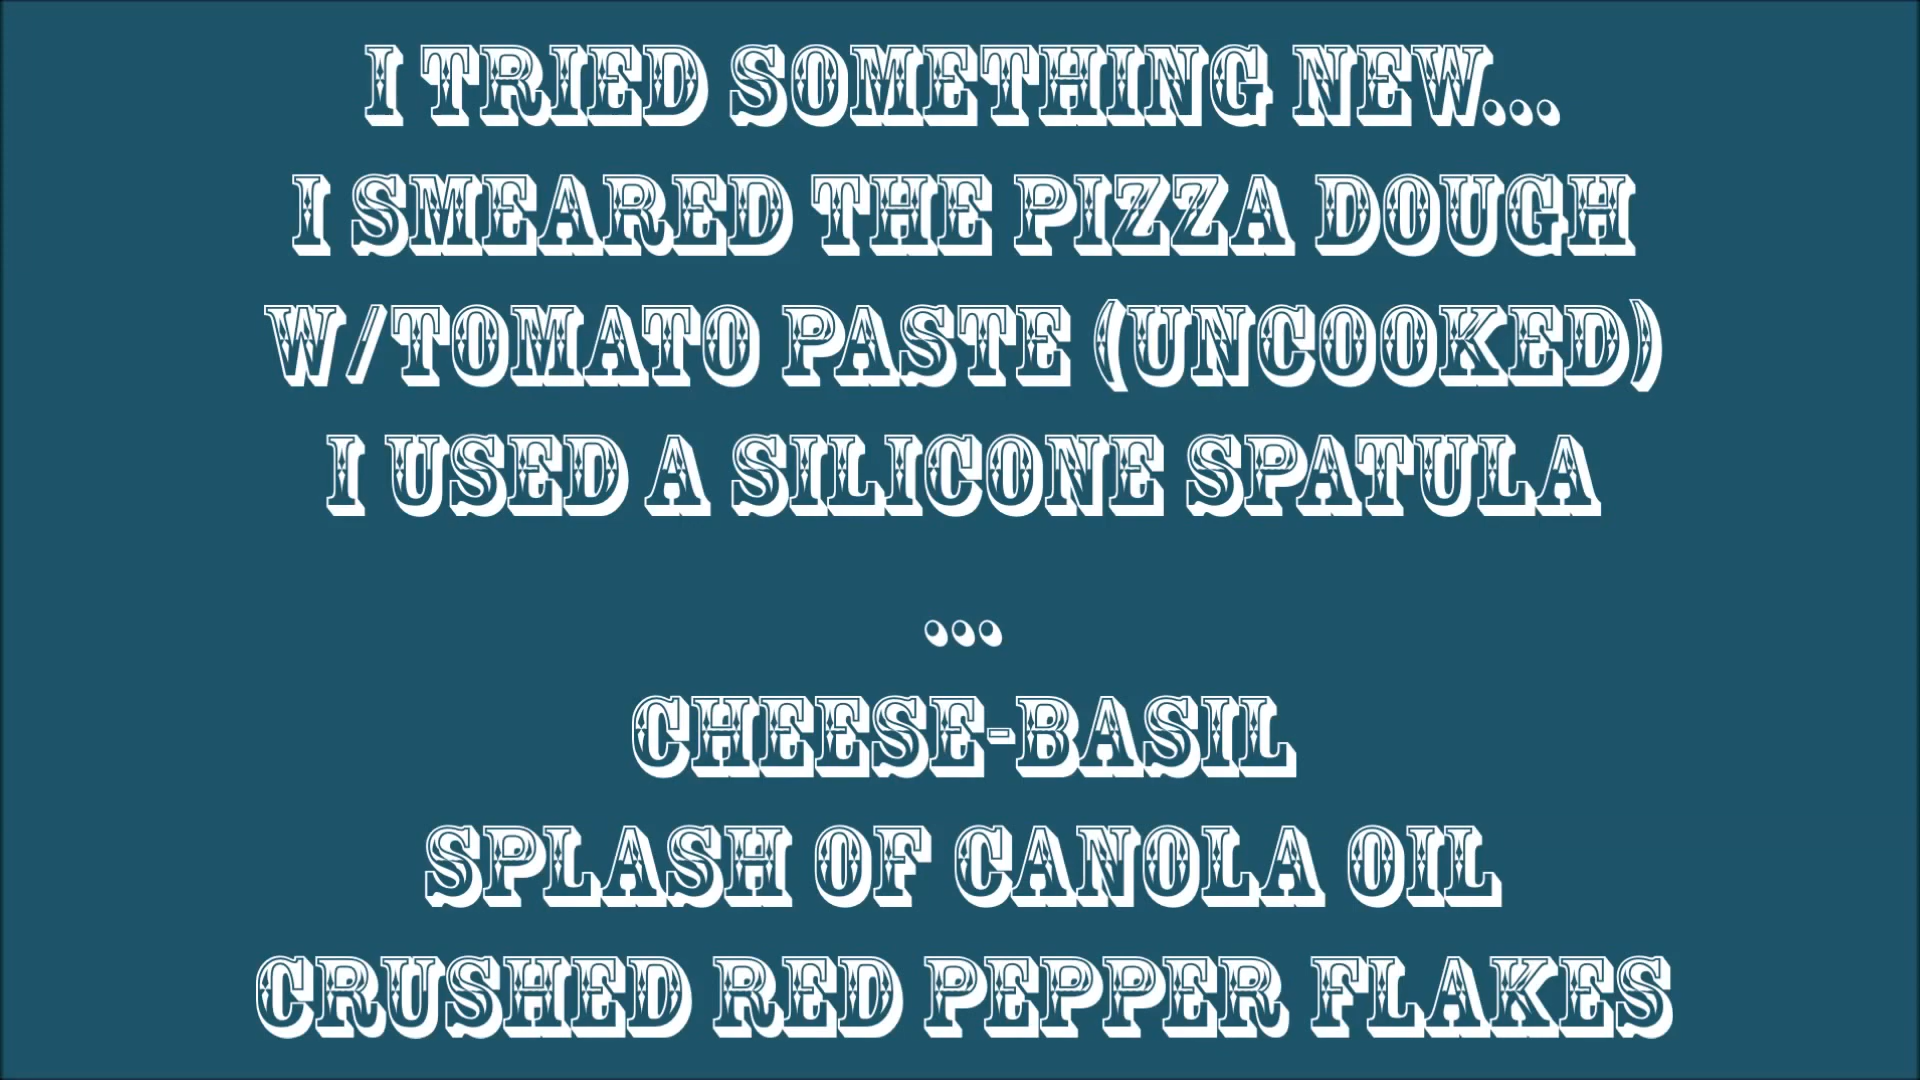 I TRIED SOMETHING NEW...
I SMEARED THE PIZZA DOUGH
W/TOMATO PASTE (UNCOOKED)
I USED A SILICONE SPATULA
...
CHEESE-BASIL
SPLASH OF CANOLA OIL
CRUSHED RED PEPPER FLAKES